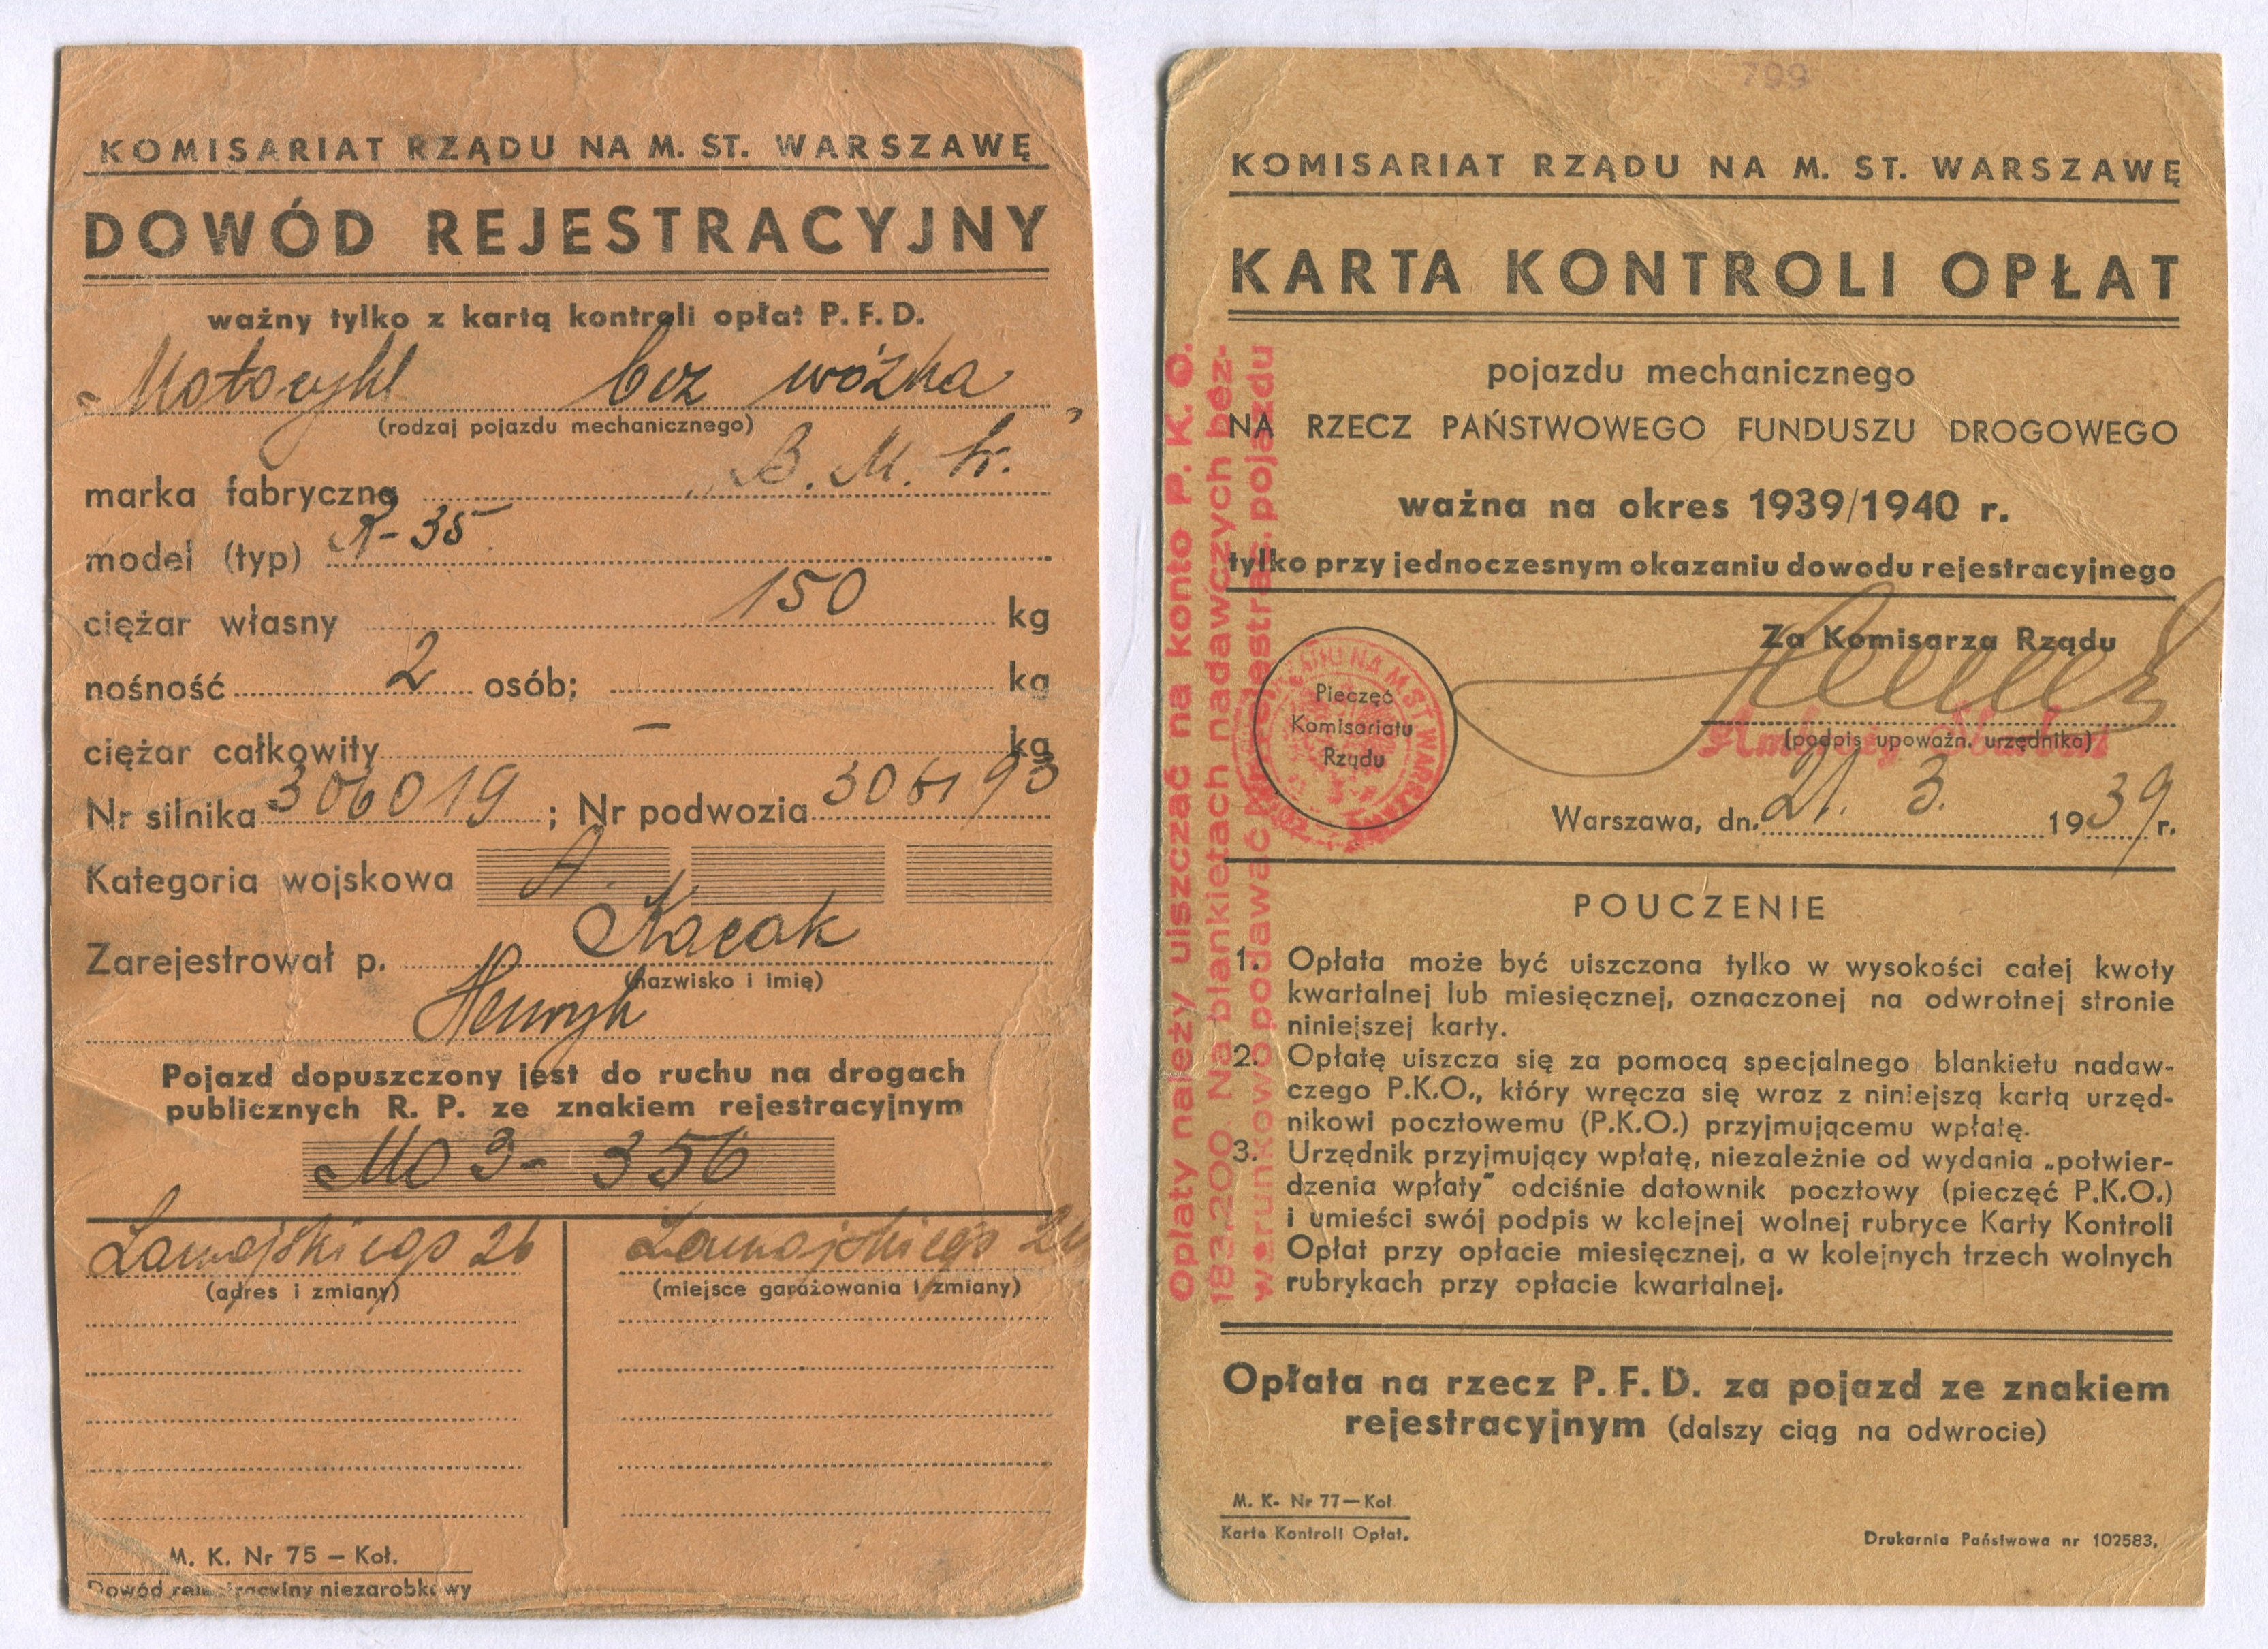 KOMISARIAT RZĄDU NA M. ST. WARSZAWĘ
DOWÓD REJESTRACYJNY
ważny tylko z kartą kontroli opłat P.F.D.
Motocykl bez wózka
(rodzaj pojazdu mechanicznego)
marka fabryczna B. M. W.
model (typ) R-35
ciężar własny 150 kg
nośność 2 osób; kg
ciężar całkowity – kg
Nr silnika 306019; Nr podwozia 306193
Kategoria wojskowa A.
Zarejestrował p. Kacak
(nazwisko i imię)
Henryk
Pojazd dopuszczony jest do ruchu na drogach
publicznych R. P. ze znakiem rejestracyjnym
356
26
(adres i zmiany) (miejsce garażowania i zmiany)
M. K. Nr 75 – Koł.
Dowód rejestracyjny niezarobkowy
799
KOMISARIAT RZĄDU NA M. ST. WARSZAWĘ
KARTA KONTROLI OPŁAT
pojazdu mechanicznego
NA RZECZ PAŃSTWOWEGO FUNDUSZU DROGOWEGO
ważna na okres 1939/1940 r.
tylko przy jednoczesnym okazaniu dowodu rejestracyjnego
Za Komisarza Rządu
Pieczęć
Komisariatu
Rządu
(podpis upoważn. urzędnika)
Warszawa, dn. 21. 3. 1939 r.
POUCZENIE
1. Opłata może być uiszczona tylko w wysokości całej kwoty
kwartalnej lub miesięcznej, oznaczonej na odwrotnej stronie
niniejszej karty.
2. Opłatę uiszcza się za pomocą specjalnego blankietu nadaw-
czego P.K.O., który wręcza się wraz z niniejszą kartą urzęd-
nikowi pocztowemu (P.K.O.) przyjmującemu wpłatę.
3. Urzędnik przyjmujący wpłatę, niezależnie od wydania „potwier-
dzenia wpłaty" odciśnie datownik pocztowy (pieczęć P.K.O.)
i umieści swój podpis w kolejnej wolnej rubryce Karty Kontroli
Opłat przy opłacie miesięcznej, a w kolejnych trzech wolnych
rubrykach przy opłacie kwartalnej.
Opłata na rzecz P. F. D. za pojazd ze znakiem
rejestracyjnym (dalszy ciąg na odwrocie)
M. K. Nr 77 — Koł
Karta Kontroli Opłat.
Drukarnia Państwowa nr 102583.
Opłaty należy uiszczać na konto P. K. O.
183.200. Na blankietach nadawczych bez-
warunkowo podawać Nr rejestrac. pojazdu